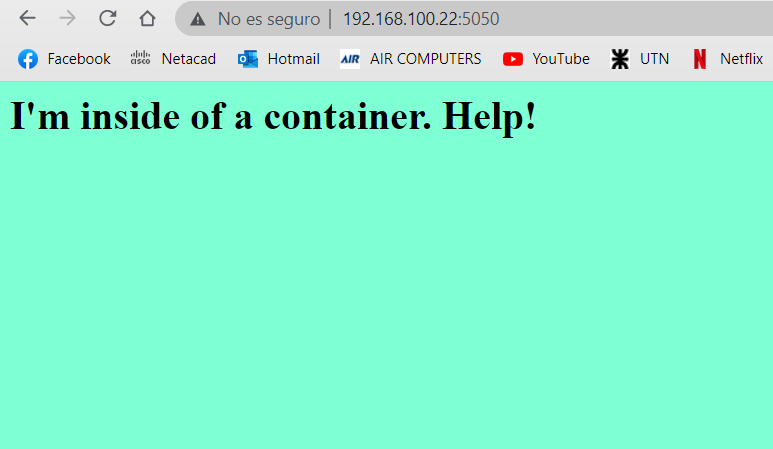 No es seguro | 192.168.100.22:5050
Facebook Netacad Hotmail AIR COMPUTERS YouTube UTN Netflix
I'm inside of a container. Help!